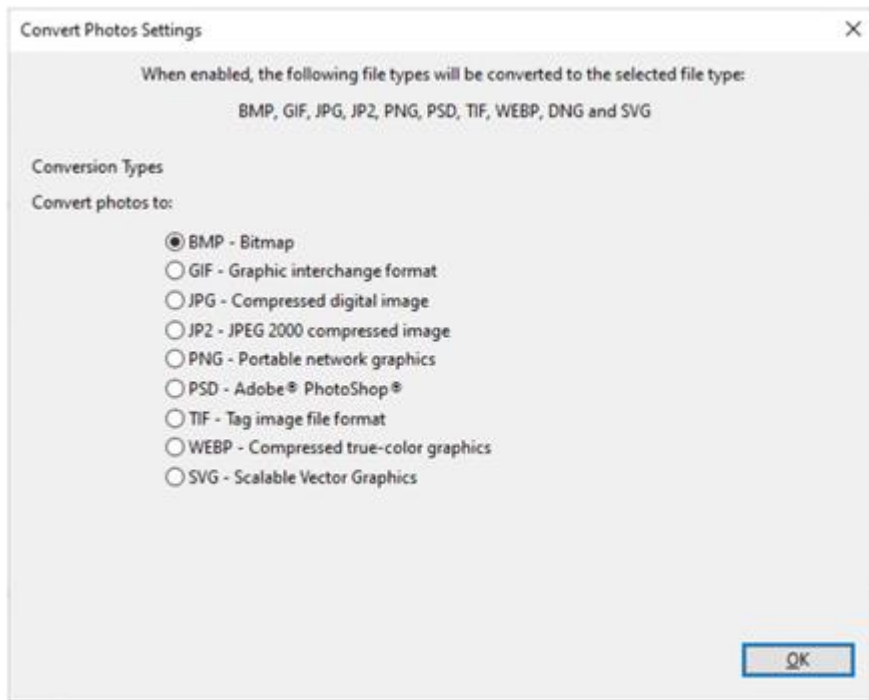 Convert Photos Settings
When enabled, the following file types will be converted to the selected file type:
BMP, GIF, JPG, JP2, PNG, PSD, TIF, WEBP, DNG and SVG
Conversion Types
Convert photos to:
BMP - Bitmap
GIF - Graphic interchange format
JPG - Compressed digital image
JP2 - JPEG 2000 compressed image
PNG - Portable network graphics
PSD - Adobe® PhotoShop®
TIF - Tag image file format
WEBP - Compressed true-color graphics
SVG - Scalable Vector Graphics
OK